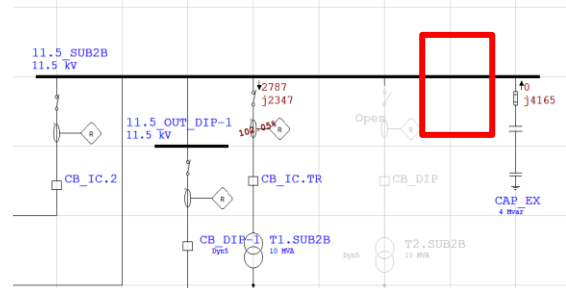 11.5_SUB2B
11.5 kV
2787
j2347
0
j4165
Open
11.5_OUT_DIP-1
11.5 kV
R
R
102.05%
R
R
CB_IC.2
CB_IC.TR
CB_DIP
CAP_EX
4 Mvar
CB_DIP-1
Dyn5
T1.SUB2B
10 MVA
Dyn5
T2.SUB2B
10 MVA